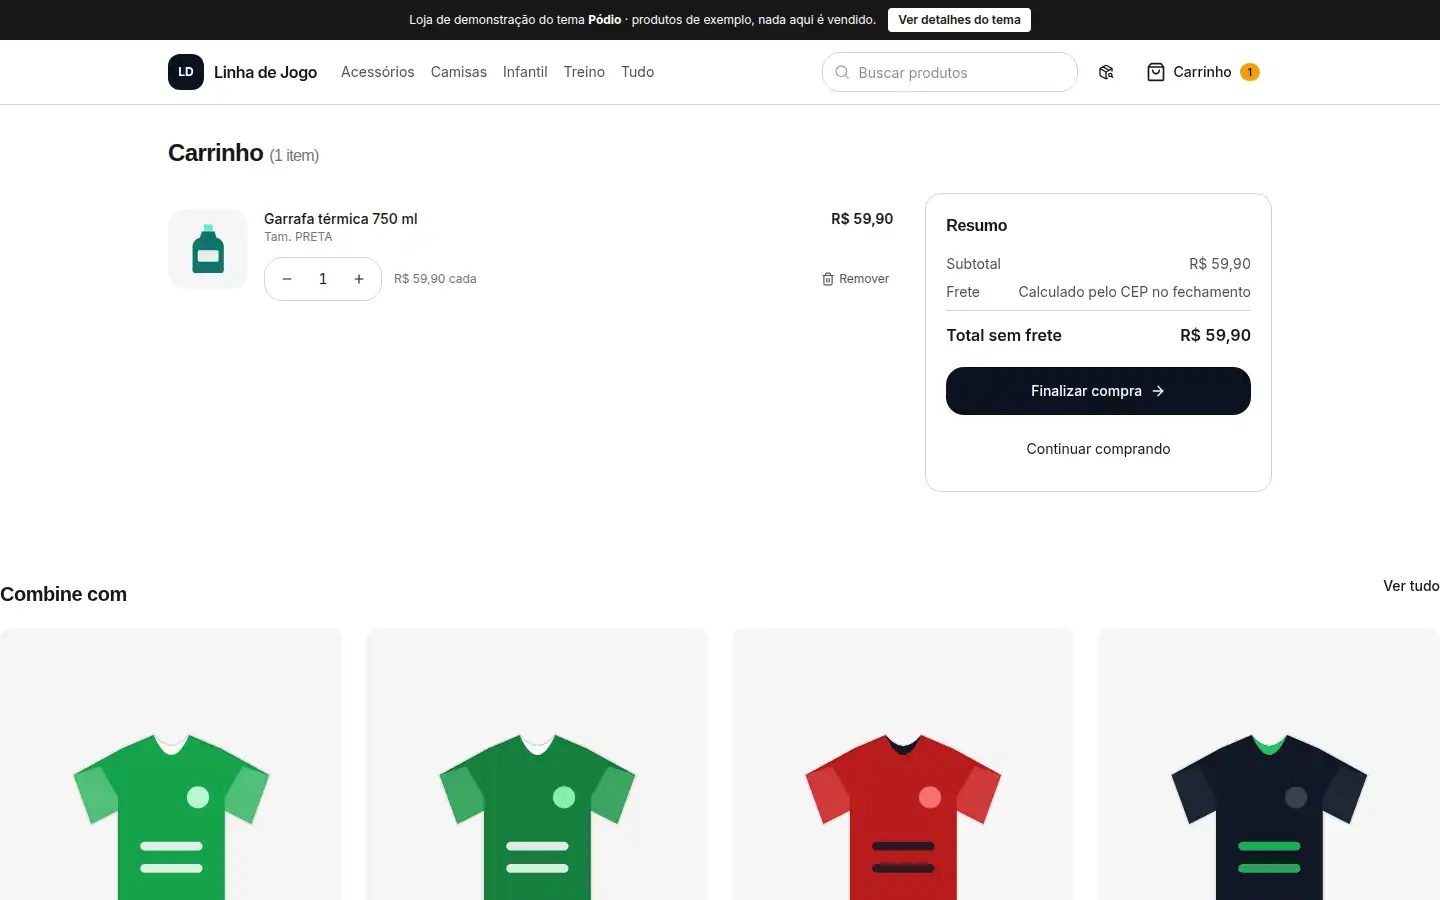 Loja de demonstração do tema Pódio · produtos de exemplo, nada aqui é vendido. Ver detalhes do tema
LD Linha de Jogo Acessórios Camisas Infantil Treino Tudo Buscar produtos Carrinho 1
Carrinho (1 item)
Garrafa térmica 750 ml R$ 59,90
Tam. PRETA
− 1 + R$ 59,90 cada Remover
Resumo
Subtotal R$ 59,90
Frete Calculado pelo CEP no fechamento
Total sem frete R$ 59,90
Finalizar compra →
Continuar comprando
Combine com Ver tudo